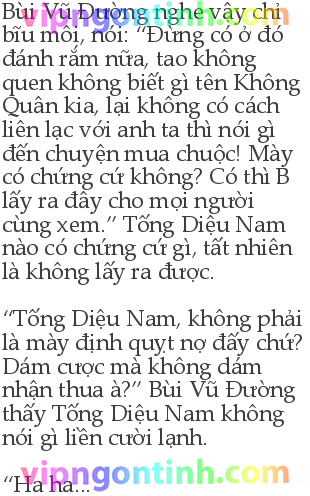 vipngontinh.com
Bùi Vũ Đường nghe vậy chỉ
bĩu môi, nói: “Đừng có ở đó
đánh rắm nữa, tao không
quen không biết gì tên Không
Quân kia, lại không có cách
liên lạc với anh ta thì nói gì
đến chuyện mua chuộc! Mày
có chứng cứ không? Có thì B
lấy ra đây cho mọi người
cùng xem.” Tống Diệu Nam
nào có chứng cứ gì, tất nhiên
là không lấy ra được.
“Tống Diệu Nam, không phải
là mày định quỵt nợ đấy chứ?
Dám cược mà không dám
nhận thua à?” Bùi Vũ Đường
thấy Tống Diệu Nam không
nói gì liền cười lạnh.
vipngontinh.com
“Ha ha...